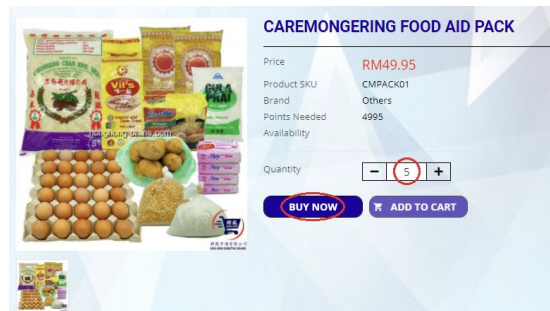 CAREMONGERING FOOD AID PACK
Price RM49.95
Product SKU CMPACK01
Brand Others
Points Needed 4995
Availability
Quantity − 5 +
BUY NOW ADD TO CART
Vit's
GULA